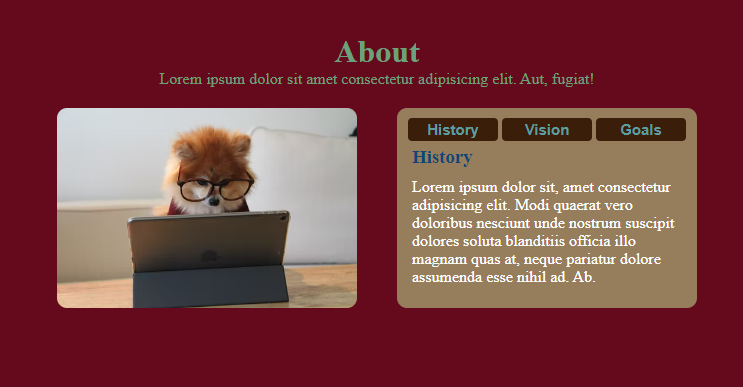 About
Lorem ipsum dolor sit amet consectetur adipisicing elit. Aut, fugiat!
History Vision Goals
History
Lorem ipsum dolor sit, amet consectetur
adipisicing elit. Modi quaerat vero
doloribus nesciunt unde nostrum suscipit
dolores soluta blanditiis officia illo
magnam quas at, neque pariatur dolore
assumenda esse nihil ad. Ab.